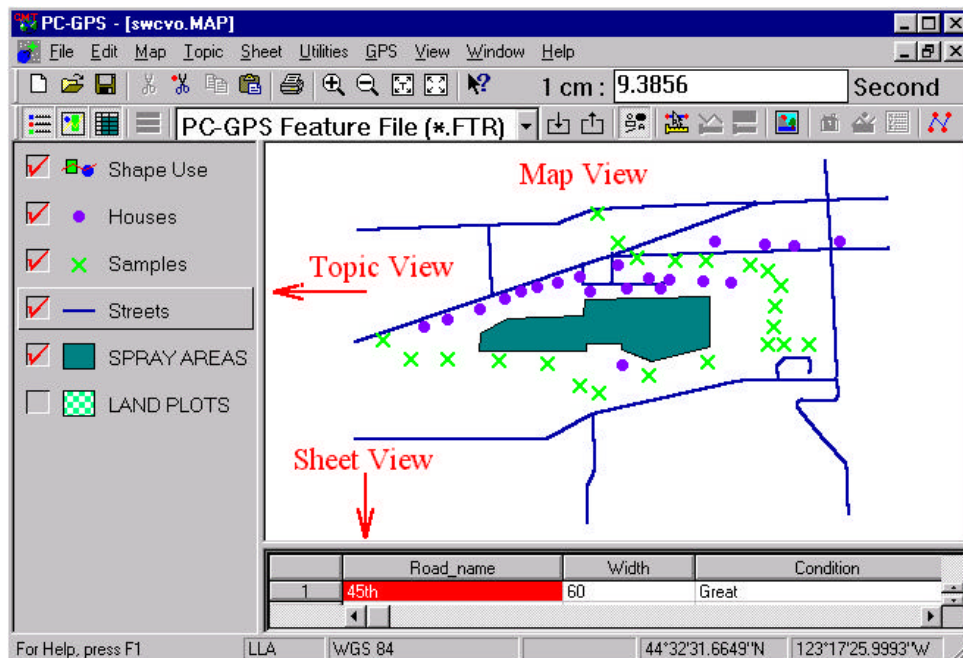 PC-GPS - [swcvo.MAP]
File Edit Map Topic Sheet Utilities GPS View Window Help
1 cm : 9.3856 Second
PC-GPS Feature File (*.FTR)
Shape Use
Houses
Samples
Streets
SPRAY AREAS
LAND PLOTS
Map View
Topic View
Sheet View
Road_name Width Condition
1 45th 60 Great
For Help, press F1 LLA WGS 84 44°32'31.6649"N 123°17'25.9993"W